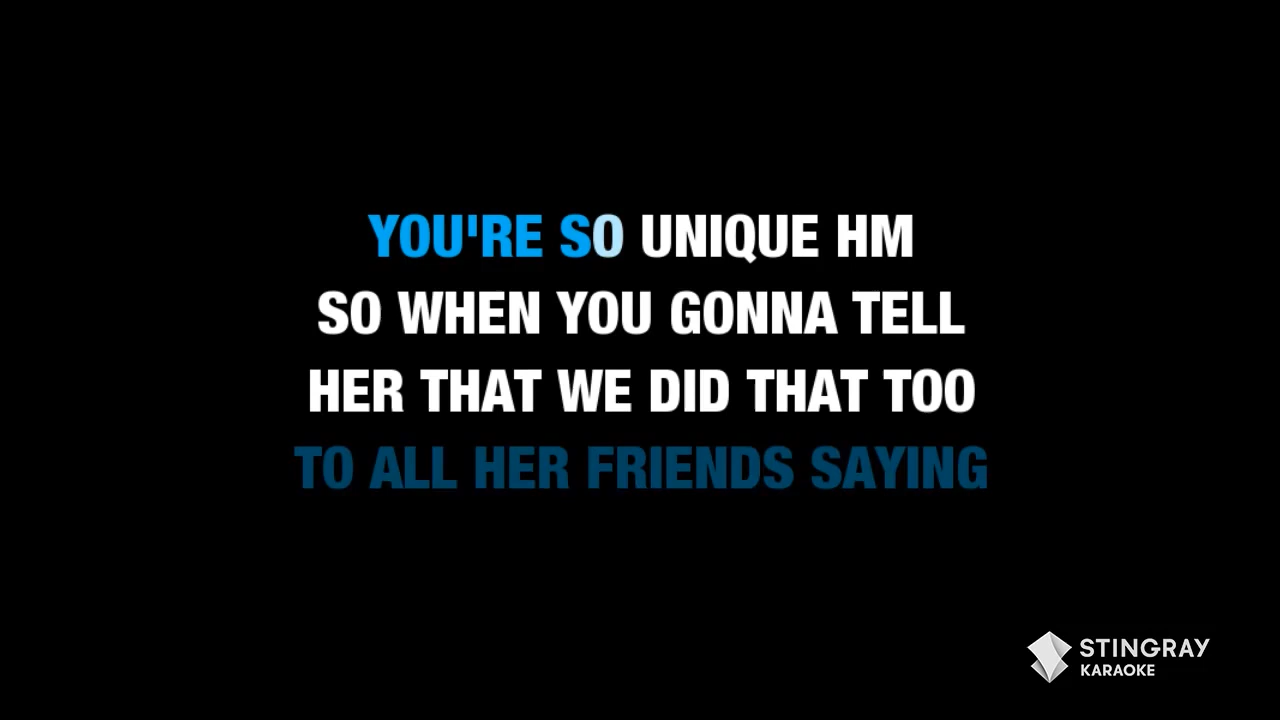 YOU'RE SO UNIQUE HM
SO WHEN YOU GONNA TELL
HER THAT WE DID THAT TOO
TO ALL HER FRIENDS SAYING
STINGRAY
KARAOKE